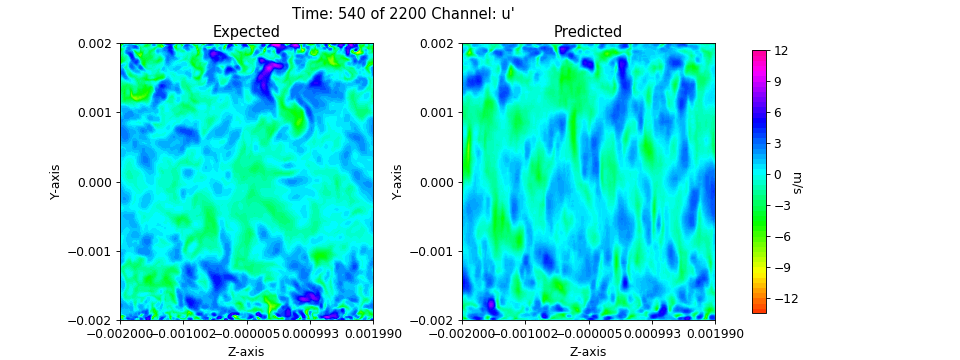 Time: 540 of 2200 Channel: u'
Expected
Predicted
Y-axis
0.002
0.001
0.000
−0.001
−0.002
−0.002000 −0.001002 −0.000005 0.000993 0.001990
Z-axis
Y-axis
0.002
0.001
0.000
−0.001
−0.002
−0.002000 −0.001002 −0.000005 0.000993 0.001990
Z-axis
12
9
6
3
0
−3
−6
−9
−12
m/s